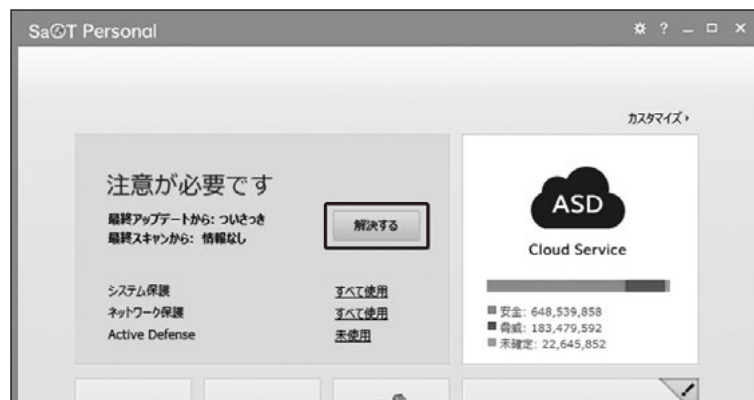 Sa@T Personal
? 
カスタマイズ
注意が必要です
最終アップデートから: ついさっき
最終スキャンから: 情報なし
解決する
システム保護 すべて使用
ネットワーク保護 すべて使用
Active Defense 未使用
ASD
Cloud Service
安全: 648,539,858
脅威: 183,479,592
未確定: 22,645,852